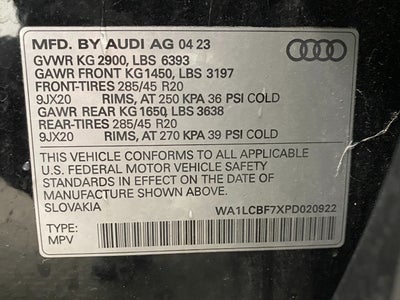 MFD. BY AUDI AG 04 23
GVWR KG 2900, LBS 6393
GAWR FRONT KG1450, LBS 3197
FRONT-TIRES 285/45 R20
9JX20 RIMS, AT 250 KPA 36 PSI COLD
GAWR REAR KG 1650, LBS 3638
REAR-TIRES 285/45 R20
9JX20 RIMS, AT 270 KPA 39 PSI COLD
THIS VEHICLE CONFORMS TO ALL APPLICABLE
U.S. FEDERAL MOTOR VEHICLE SAFETY
STANDARDS IN EFFECT ON THE DATE OF
MANUFACTURE SHOWN ABOVE.
SLOVAKIA WA1LCBF7XPD020922
TYPE:
MPV